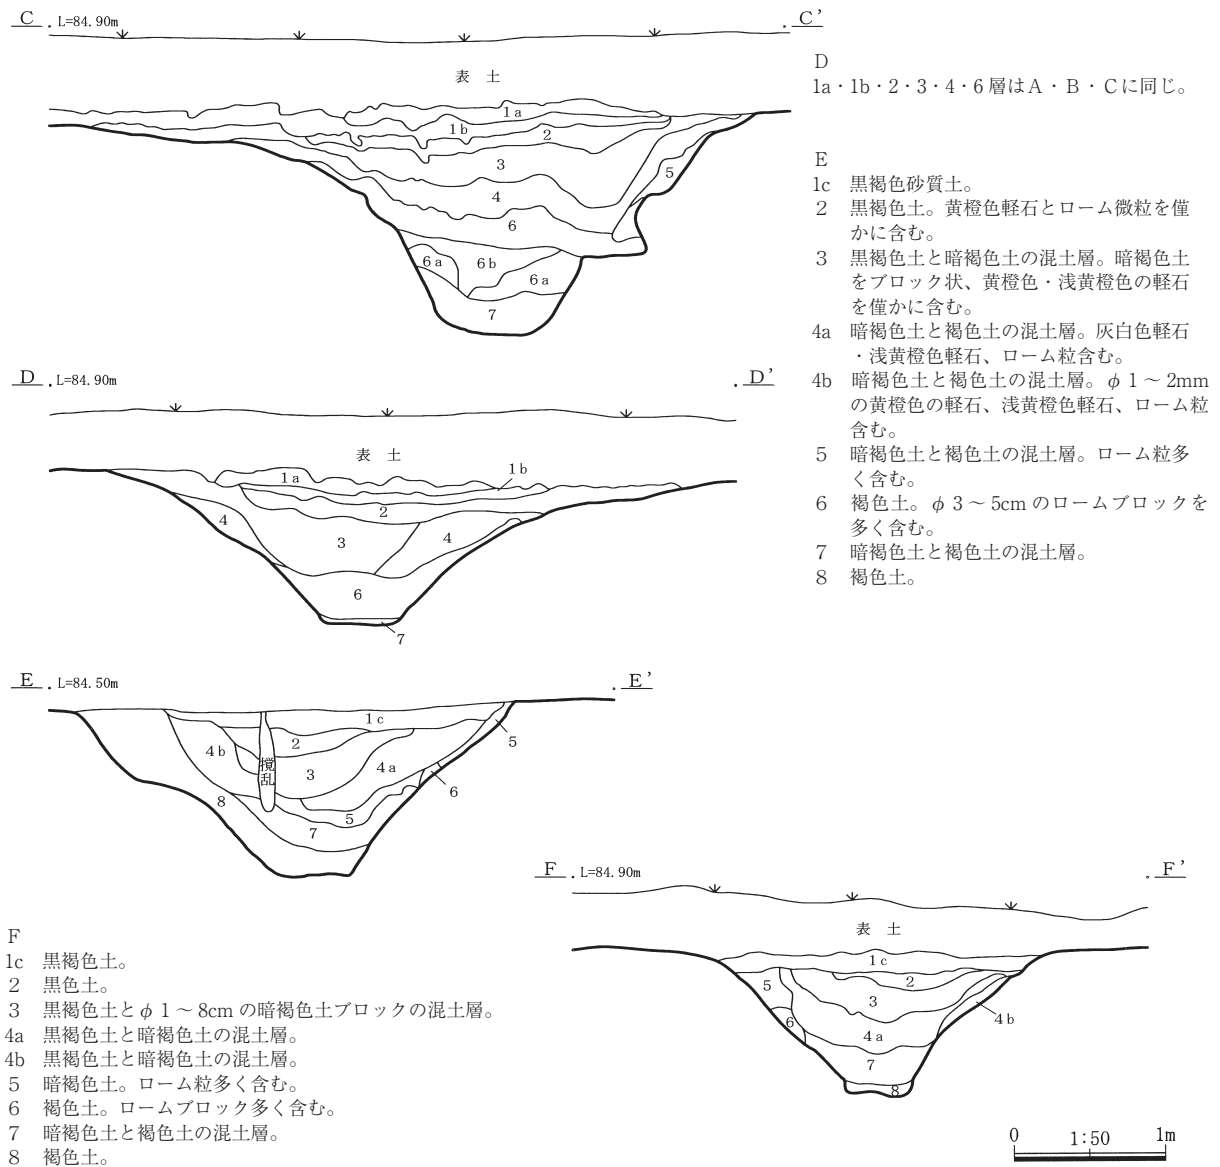 C . L=84.90m . C'
表 土
1a
1b
2
3
4
5
6
6a
6b
6a
7
D . L=84.90m . D'
表 土
1a
1b
2
3
4
4
6
7
E . L=84.50m . E'
1c
2
3
4b
4a
撹乱
5
6
8
5
7
F . L=84.90m . F'
表 土
1c
2
3
5
6
4a
4b
7
8
D
1a・1b・2・3・4・6層はA・B・Cに同じ。
E
1c 黒褐色砂質土。
2 黒褐色土。黄橙色軽石とローム微粒を僅
かに含む。
3 黒褐色土と暗褐色土の混土層。暗褐色土
をブロック状、黄橙色・浅黄橙色の軽石
を僅かに含む。
4a 暗褐色土と褐色土の混土層。灰白色軽石
・浅黄橙色軽石、ローム粒含む。
4b 暗褐色土と褐色土の混土層。φ1～2mm
の黄橙色の軽石、浅黄橙色軽石、ローム粒
含む。
5 暗褐色土と褐色土の混土層。ローム粒多
く含む。
6 褐色土。φ3～5cmのロームブロックを
多く含む。
7 暗褐色土と褐色土の混土層。
8 褐色土。
F
1c 黒褐色土。
2 黒色土。
3 黒褐色土とφ1～8cmの暗褐色土ブロックの混土層。
4a 黒褐色土と暗褐色土の混土層。
4b 黒褐色土と暗褐色土の混土層。
5 暗褐色土。ローム粒多く含む。
6 褐色土。ロームブロック多く含む。
7 暗褐色土と褐色土の混土層。
8 褐色土。
0 1:50 1m